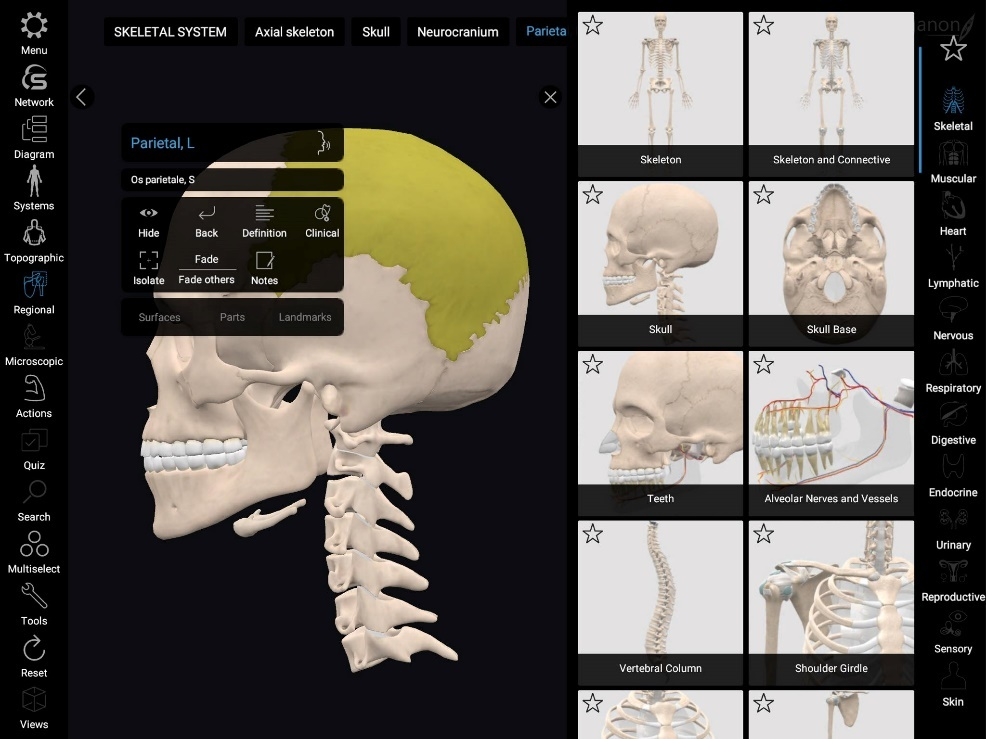 Menu
Network
Diagram
Systems
Topographic
Regional
Microscopic
Actions
Quiz
Search
Multiselect
Tools
Reset
Views
SKELETAL SYSTEM
Axial skeleton
Skull
Neurocranium
Parieta
Parietal, L
Os parietale, S
Hide
Back
Definition
Clinical
Isolate
Fade
Fade others
Notes
Surfaces
Parts
Landmarks
Skeleton
Skeleton and Connective
Skull
Skull Base
Teeth
Alveolar Nerves and Vessels
Vertebral Column
Shoulder Girdle
anon
Skeletal
Muscular
Heart
Lymphatic
Nervous
Respiratory
Digestive
Endocrine
Urinary
Reproductive
Sensory
Skin